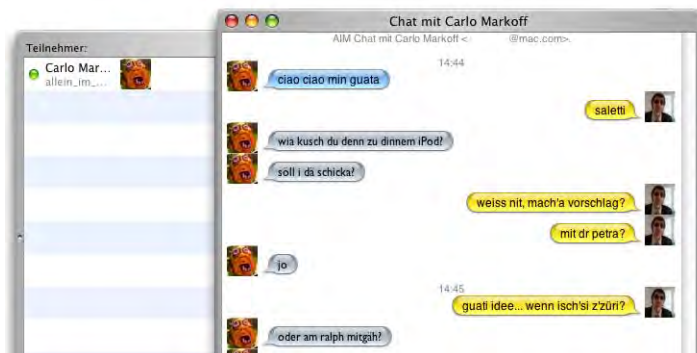 Chat mit Carlo Markoff
Teilnehmer:
AIM Chat mit Carlo Markoff < @mac.com>.
Carlo Mar...
allein_im_...
14:44
ciao ciao min guata
saletti
wia kusch du denn zu dinnem iPod?
soll i dä schicka?
weiss nit, mach'a vorschlag?
mit dr petra?
jo
14:45
guati idee... wenn isch'si z'züri?
oder am ralph mitgäh?